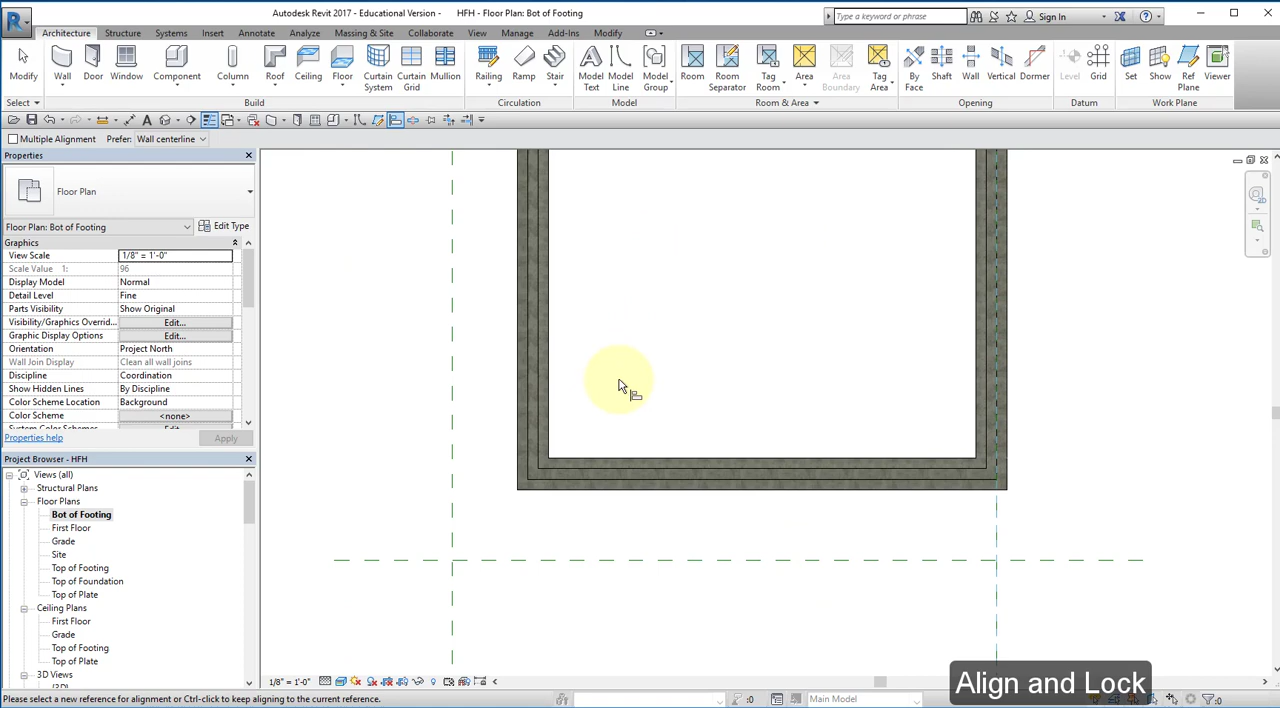 Autodesk Revit 2017 - Educational Version - HFH - Floor Plan: Bot of Footing
Type a keyword or phrase
Sign In
Architecture Structure Systems Insert Annotate Analyze Massing & Site Collaborate View Manage Add-Ins Modify
Modify Wall Door Window Component Column Roof Ceiling Floor Curtain System Curtain Grid Mullion Railing Ramp Stair Model Text Model Line Model Group Room Room Separator Tag Room Area Area Boundary Tag Area By Face Shaft Wall Vertical Dormer Level Grid Set Show Ref Plane Viewer
Select Build Circulation Model Room & Area Opening Datum Work Plane
Multiple Alignment Prefer: Wall centerline
Properties
Floor Plan
Floor Plan: Bot of Footing Edit Type
Graphics
View Scale 1/8" = 1'-0"
Scale Value 1: 96
Display Model Normal
Detail Level Fine
Parts Visibility Show Original
Visibility/Graphics Overrid... Edit...
Graphic Display Options Edit...
Orientation Project North
Wall Join Display Clean all wall joins
Discipline Coordination
Show Hidden Lines By Discipline
Color Scheme Location Background
Color Scheme <none>
Properties help Apply
Project Browser - HFH
Views (all)
Structural Plans
Floor Plans
Bot of Footing
First Floor
Grade
Site
Top of Footing
Top of Foundation
Top of Plate
Ceiling Plans
First Floor
Grade
Top of Footing
Top of Plate
3D Views
1/8" = 1'-0"
Please select a new reference for alignment or Ctrl-click to keep aligning to the current reference.
:0
Main Model
:0
Align and Lock